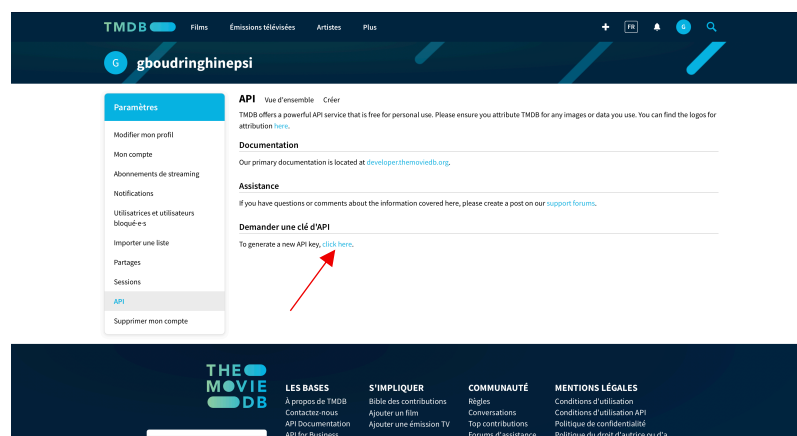 TMDB
Films
Émissions télévisées
Artistes
Plus
FR
G
G
gboudringhinepsi
Paramètres
Modifier mon profil
Mon compte
Abonnements de streaming
Notifications
Utilisatrices et utilisateurs
bloqué·e·s
Importer une liste
Partages
Sessions
API
Supprimer mon compte
API Vue d'ensemble Créer
TMDB offers a powerful API service that is free for personal use. Please ensure you attribute TMDB for any images or data you use. You can find the logos for
attribution here.
Documentation
Our primary documentation is located at developer.themoviedb.org.
Assistance
If you have questions or comments about the information covered here, please create a post on our support forums.
Demander une clé d'API
To generate a new API key, click here.
THE
MOVIE
DB
LES BASES
À propos de TMDB
Contactez-nous
API Documentation
API for Business
S'IMPLIQUER
Bible des contributions
Ajouter un film
Ajouter une émission TV
COMMUNAUTÉ
Règles
Conversations
Top contributions
Forums d'assistance
MENTIONS LÉGALES
Conditions d'utilisation
Conditions d'utilisation API
Politique de confidentialité
Politique du droit d'autrice ou d'a